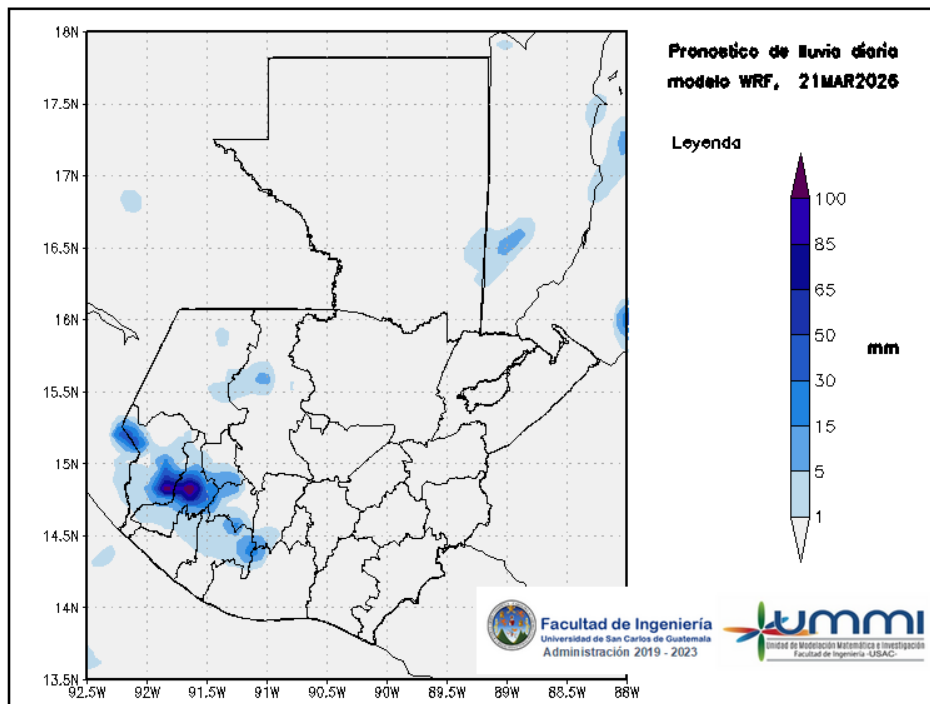 Pronostico de lluvia diaria
modelo WRF, 21MAR2026
Leyenda
100
85
65
50
30
15
5
1
mm
18N
17.5N
17N
16.5N
16N
15.5N
15N
14.5N
14N
13.5N
92.5W
92W
91.5W
91W
90.5W
90W
89.5W
89W
88.5W
88W
Facultad de Ingeniería
Universidad de San Carlos de Guatemala
Administración 2019 - 2023
ummi
Unidad de Modelación Matemática e Investigación
Facultad de Ingeniería -USAC-